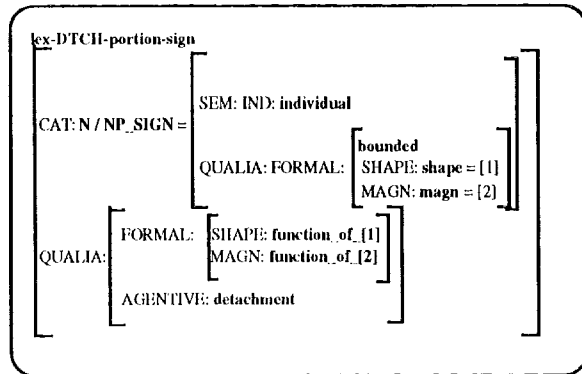 lex-DTCH-portion-sign
SEM: IND: individual
CAT: N / NP_SIGN =
bounded
QUALIA: FORMAL: SHAPE: shape = [1]
MAGN: magn = [2]
FORMAL: SHAPE: function_of_[1]
MAGN: function_of_[2]
QUALIA:
AGENTIVE: detachment